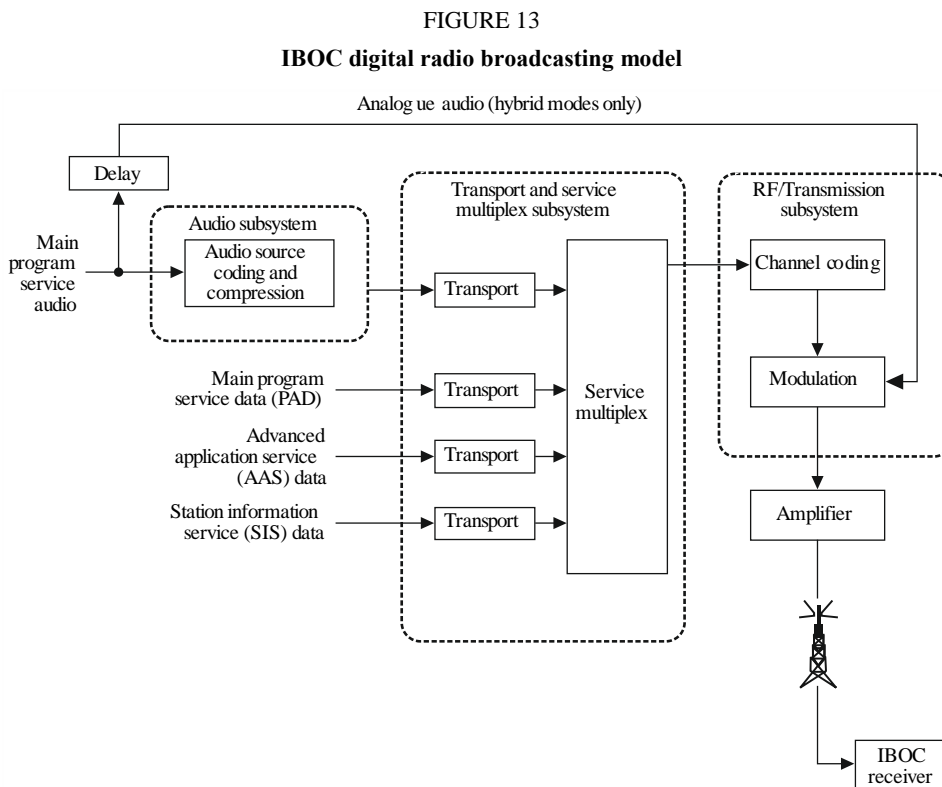 FIGURE 13
IBOC digital radio broadcasting model
Analog ue audio (hybrid modes only)
Delay
Main
program
service
audio
Audio subsystem
Audio source
coding and
compression
Transport and service
multiplex subsystem
Transport
Main program
service data (PAD)
Transport
Advanced
application service
(AAS) data
Transport
Station information
service (SIS) data
Transport
Service
multiplex
RF/Transmission
subsystem
Channel coding
Modulation
Amplifier
IBOC
receiver